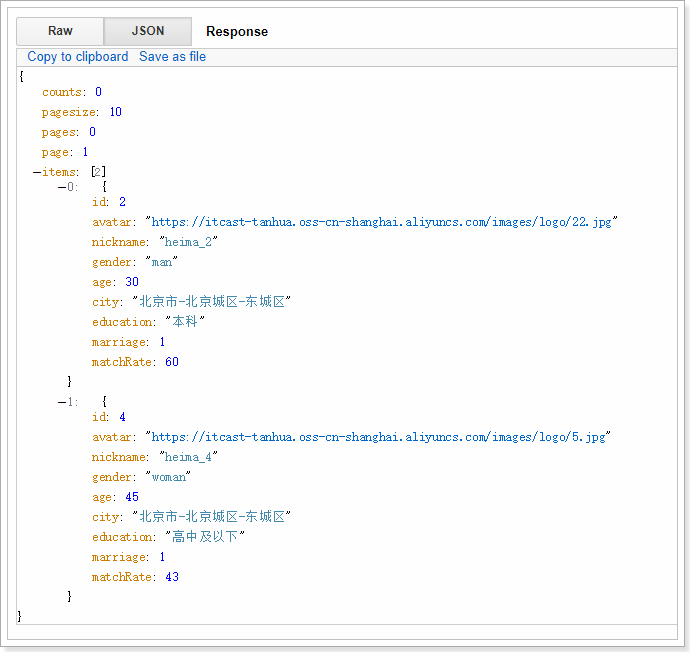 Raw JSON Response
Copy to clipboard Save as file
{
counts: 0
pagesize: 10
pages: 0
page: 1
−items: [2]
−0: {
id: 2
avatar: "https://itcast-tanhua.oss-cn-shanghai.aliyuncs.com/images/logo/22.jpg"
nickname: "heima_2"
gender: "man"
age: 30
city: "北京市-北京城区-东城区"
education: "本科"
marriage: 1
matchRate: 60
}
−1: {
id: 4
avatar: "https://itcast-tanhua.oss-cn-shanghai.aliyuncs.com/images/logo/5.jpg"
nickname: "heima_4"
gender: "woman"
age: 45
city: "北京市-北京城区-东城区"
education: "高中及以下"
marriage: 1
matchRate: 43
}
}